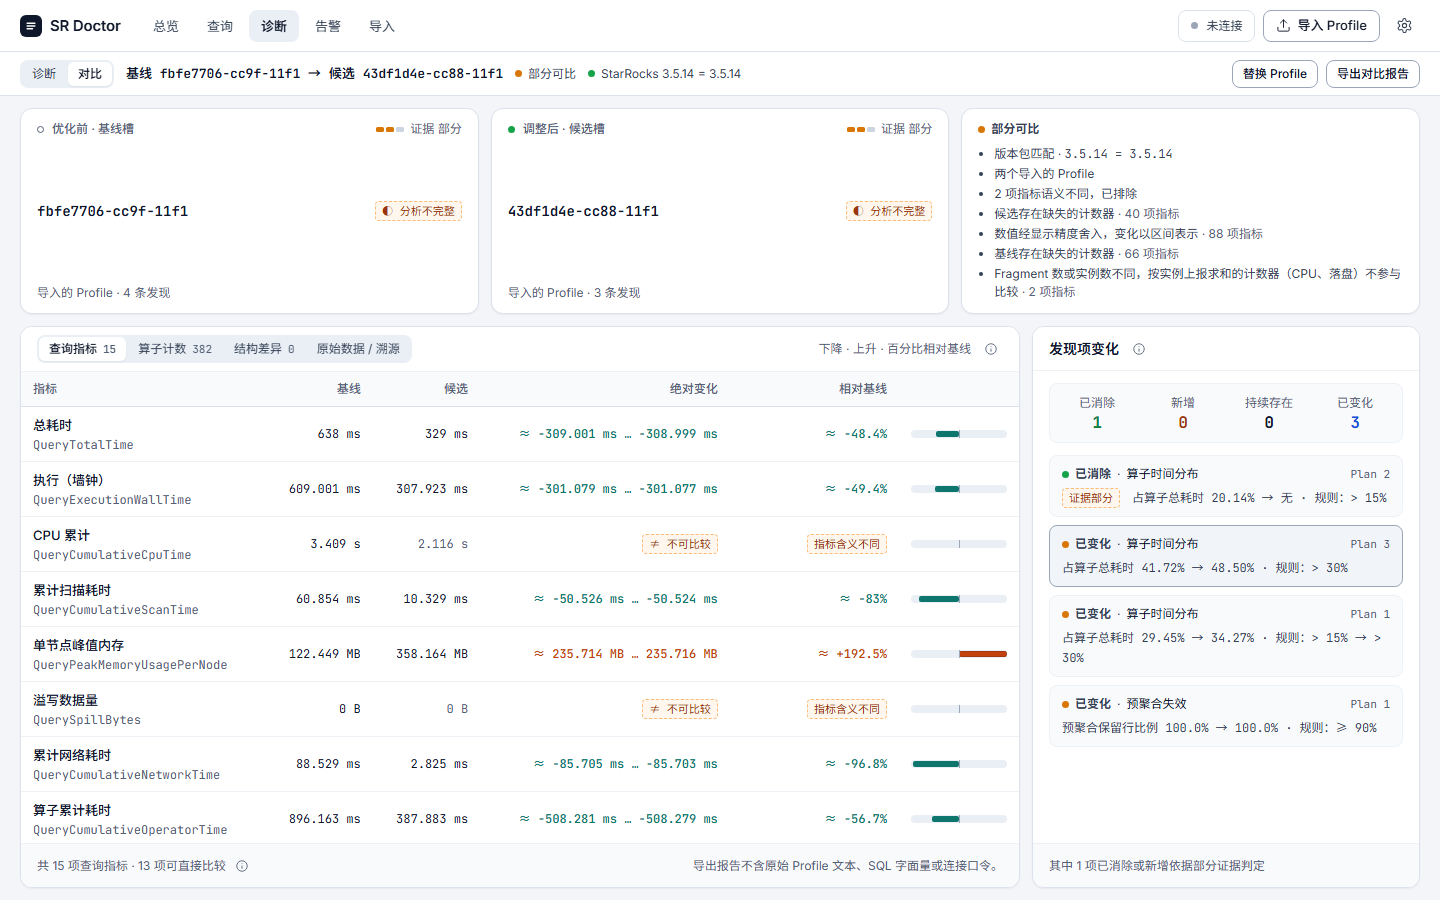 SR Doctor 总览 查询 诊断 告警 导入 未连接 导入 Profile
诊断 对比 基线 fbfe7706-cc9f-11f1 → 候选 43df1d4e-cc88-11f1 部分可比 StarRocks 3.5.14 = 3.5.14 替换 Profile 导出对比报告
优化前 · 基线槽 证据 部分
fbfe7706-cc9f-11f1 分析不完整
导入的 Profile · 4 条发现
调整后 · 候选槽 证据 部分
43df1d4e-cc88-11f1 分析不完整
导入的 Profile · 3 条发现
部分可比
• 版本包匹配 · 3.5.14 = 3.5.14
• 两个导入的 Profile
• 2 项指标语义不同，已排除
• 候选存在缺失的计数器 · 40 项指标
• 数值经显示精度舍入，变化以区间表示 · 88 项指标
• 基线存在缺失的计数器 · 66 项指标
• Fragment 数或实例数不同，按实例上报求和的计数器（CPU、落盘）不参与
比较 · 2 项指标
查询指标 15 算子计数 382 结构差异 0 原始数据 / 溯源 下降 · 上升 · 百分比相对基线
指标 基线 候选 绝对变化 相对基线
总耗时
QueryTotalTime 638 ms 329 ms ≈ -309.001 ms … -308.999 ms ≈ -48.4%
执行（墙钟）
QueryExecutionWallTime 609.001 ms 307.923 ms ≈ -301.079 ms … -301.077 ms ≈ -49.4%
CPU 累计
QueryCumulativeCpuTime 3.409 s 2.116 s ≠ 不可比较 指标含义不同
累计扫描耗时
QueryCumulativeScanTime 60.854 ms 10.329 ms ≈ -50.526 ms … -50.524 ms ≈ -83%
单节点峰值内存
QueryPeakMemoryUsagePerNode 122.449 MB 358.164 MB ≈ 235.714 MB … 235.716 MB ≈ +192.5%
溢写数据量
QuerySpillBytes 0 B 0 B ≠ 不可比较 指标含义不同
累计网络耗时
QueryCumulativeNetworkTime 88.529 ms 2.825 ms ≈ -85.705 ms … -85.703 ms ≈ -96.8%
算子累计耗时
QueryCumulativeOperatorTime 896.163 ms 387.883 ms ≈ -508.281 ms … -508.279 ms ≈ -56.7%
共 15 项查询指标 · 13 项可直接比较 导出报告不含原始 Profile 文本、SQL 字面量或连接口令。
发现项变化
已消除 新增 持续存在 已变化
1 0 0 3
已消除 · 算子时间分布 Plan 2
证据部分 占算子总耗时 20.14% → 无 · 规则：> 15%
已变化 · 算子时间分布 Plan 3
占算子总耗时 41.72% → 48.50% · 规则：> 30%
已变化 · 算子时间分布 Plan 1
占算子总耗时 29.45% → 34.27% · 规则：> 15% → >
30%
已变化 · 预聚合失效 Plan 1
预聚合保留行比例 100.0% → 100.0% · 规则：≥ 90%
其中 1 项已消除或新增依据部分证据判定